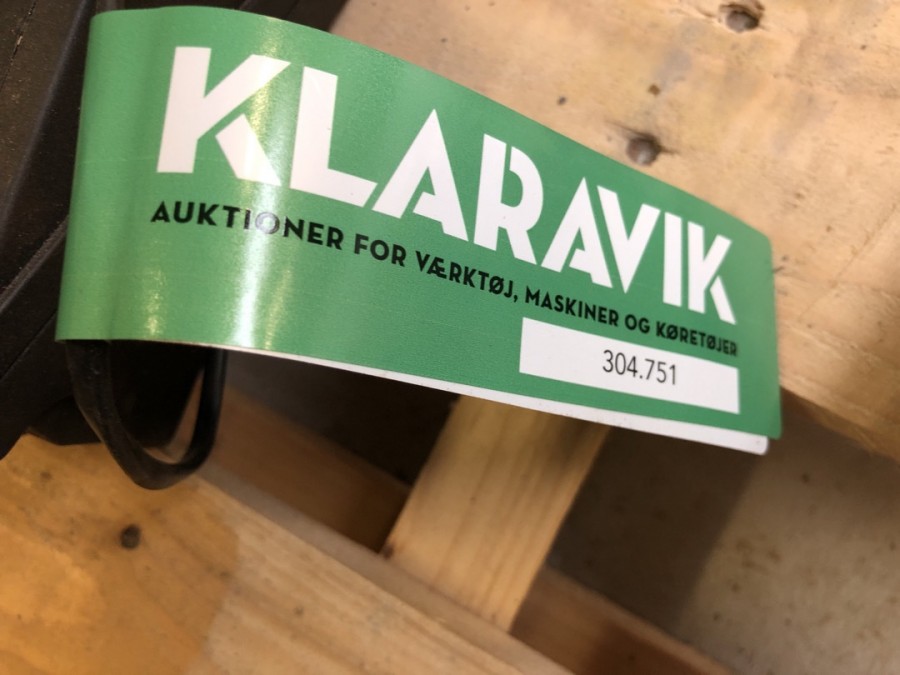 KLARAVIK
AUKTIONER FOR VÆRKTØJ, MASKINER OG KØRETØJER
304.751